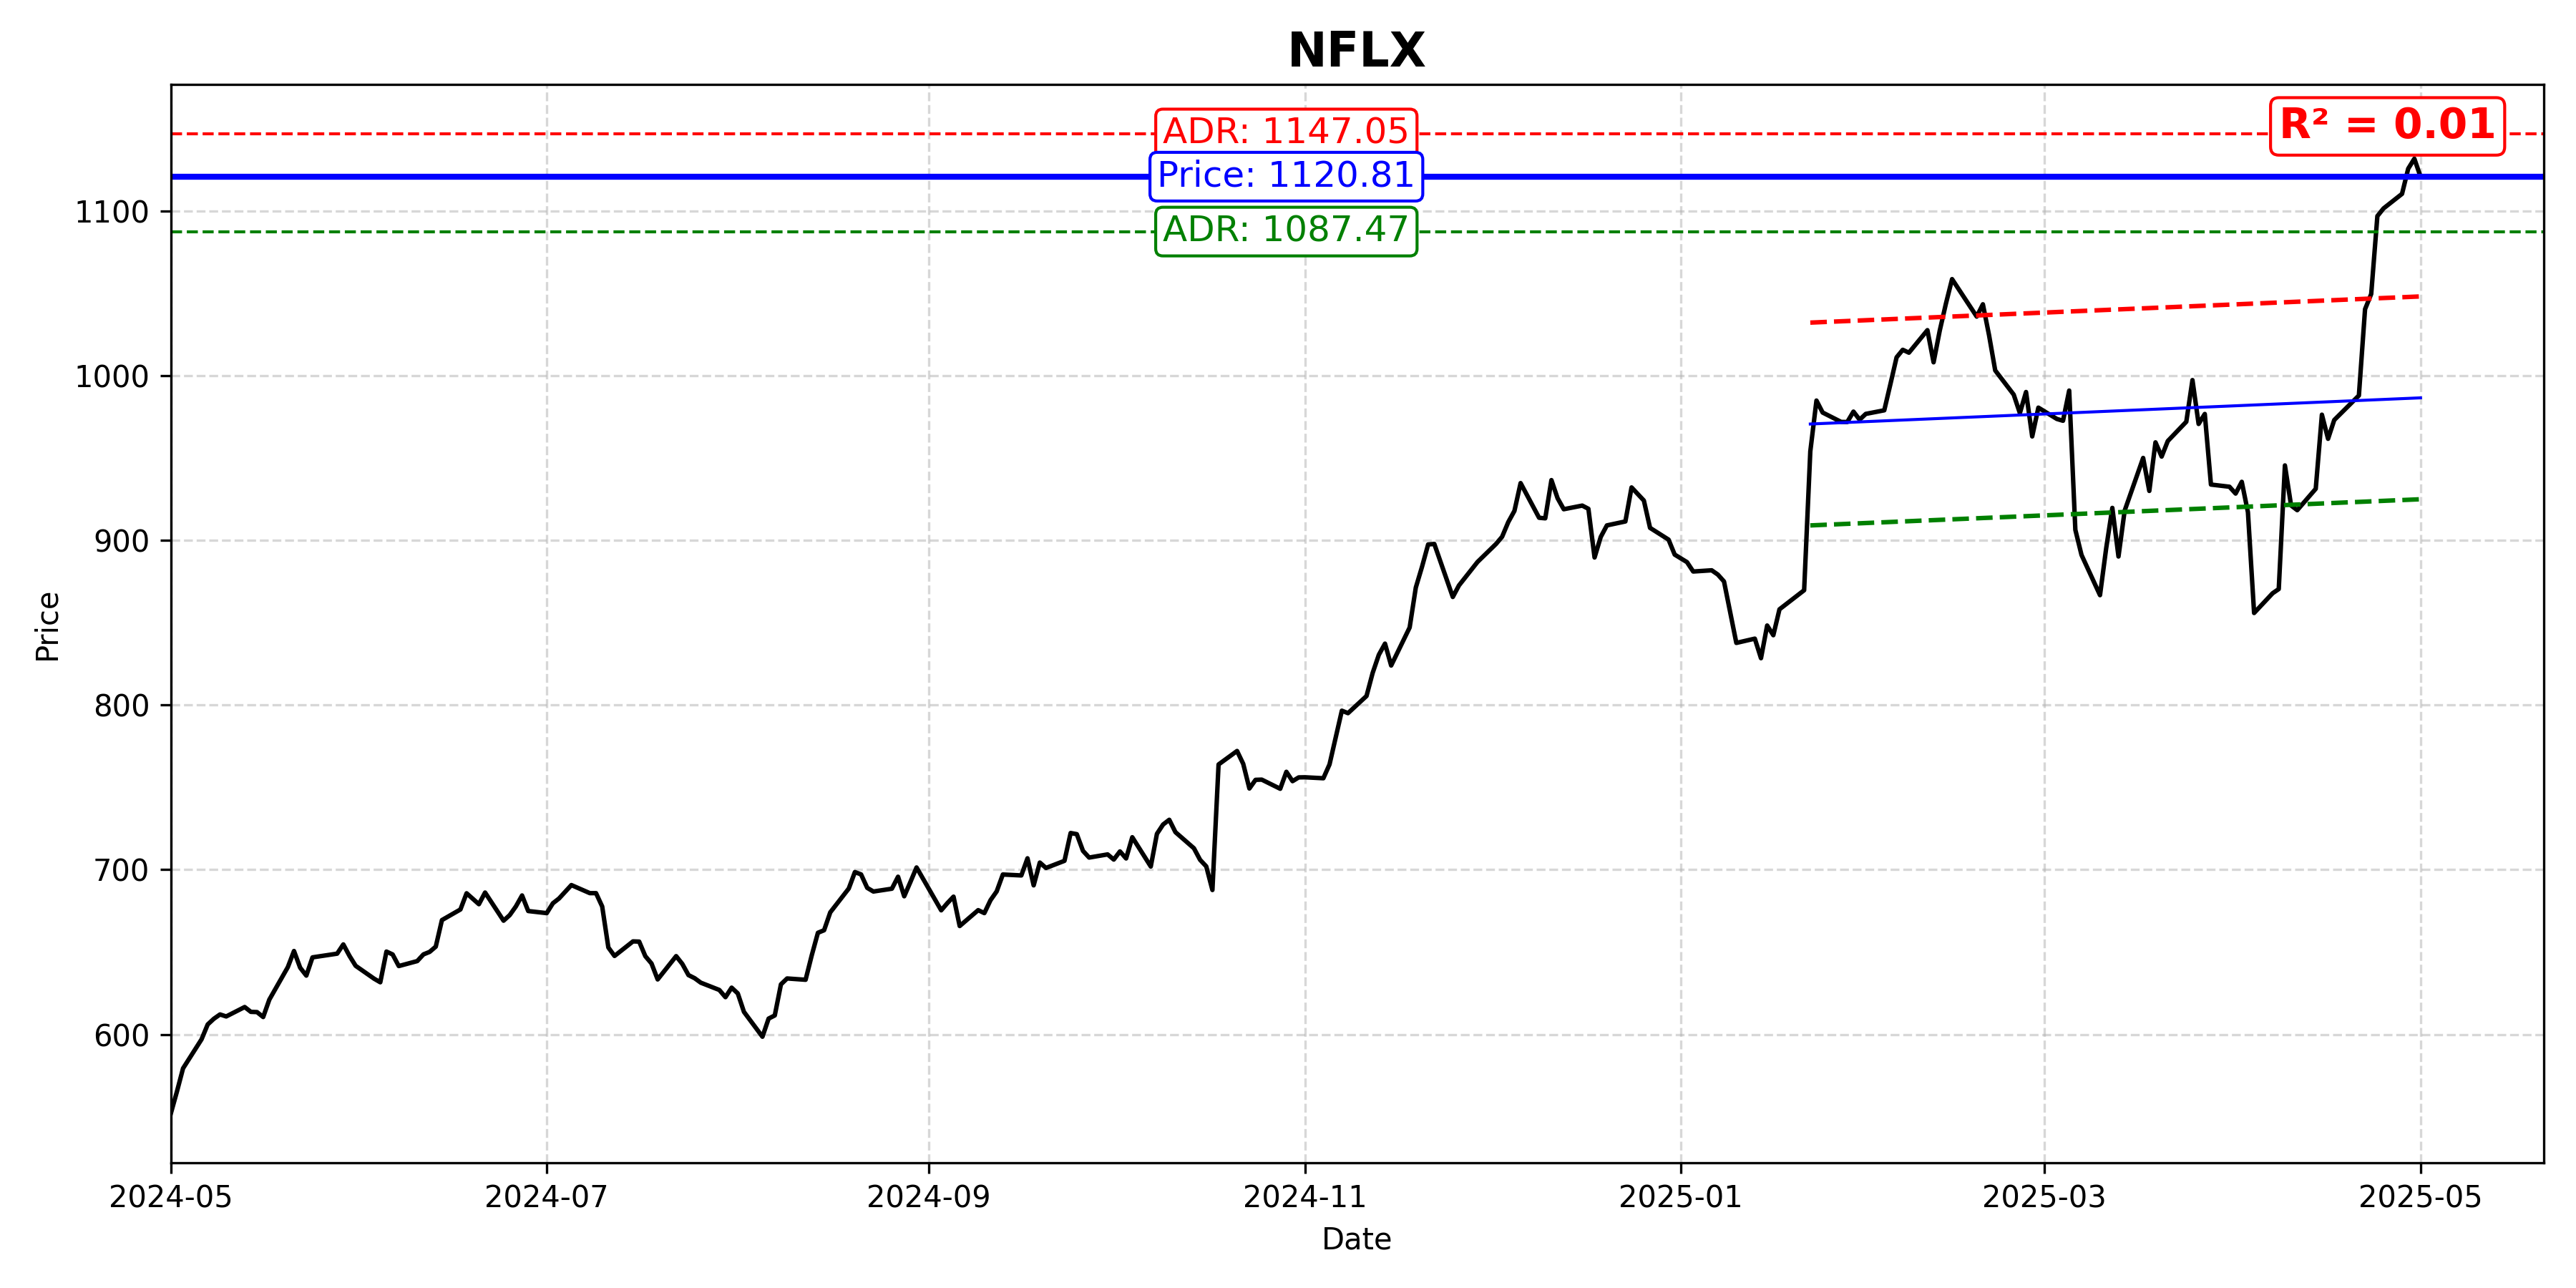 NFLX
ADR: 1147.05
R² = 0.01
Price: 1120.81
ADR: 1087.47
1100
1000
900
800
700
600
Price
2024-05 2024-07 2024-09 2024-11 2025-01 2025-03 2025-05
Date